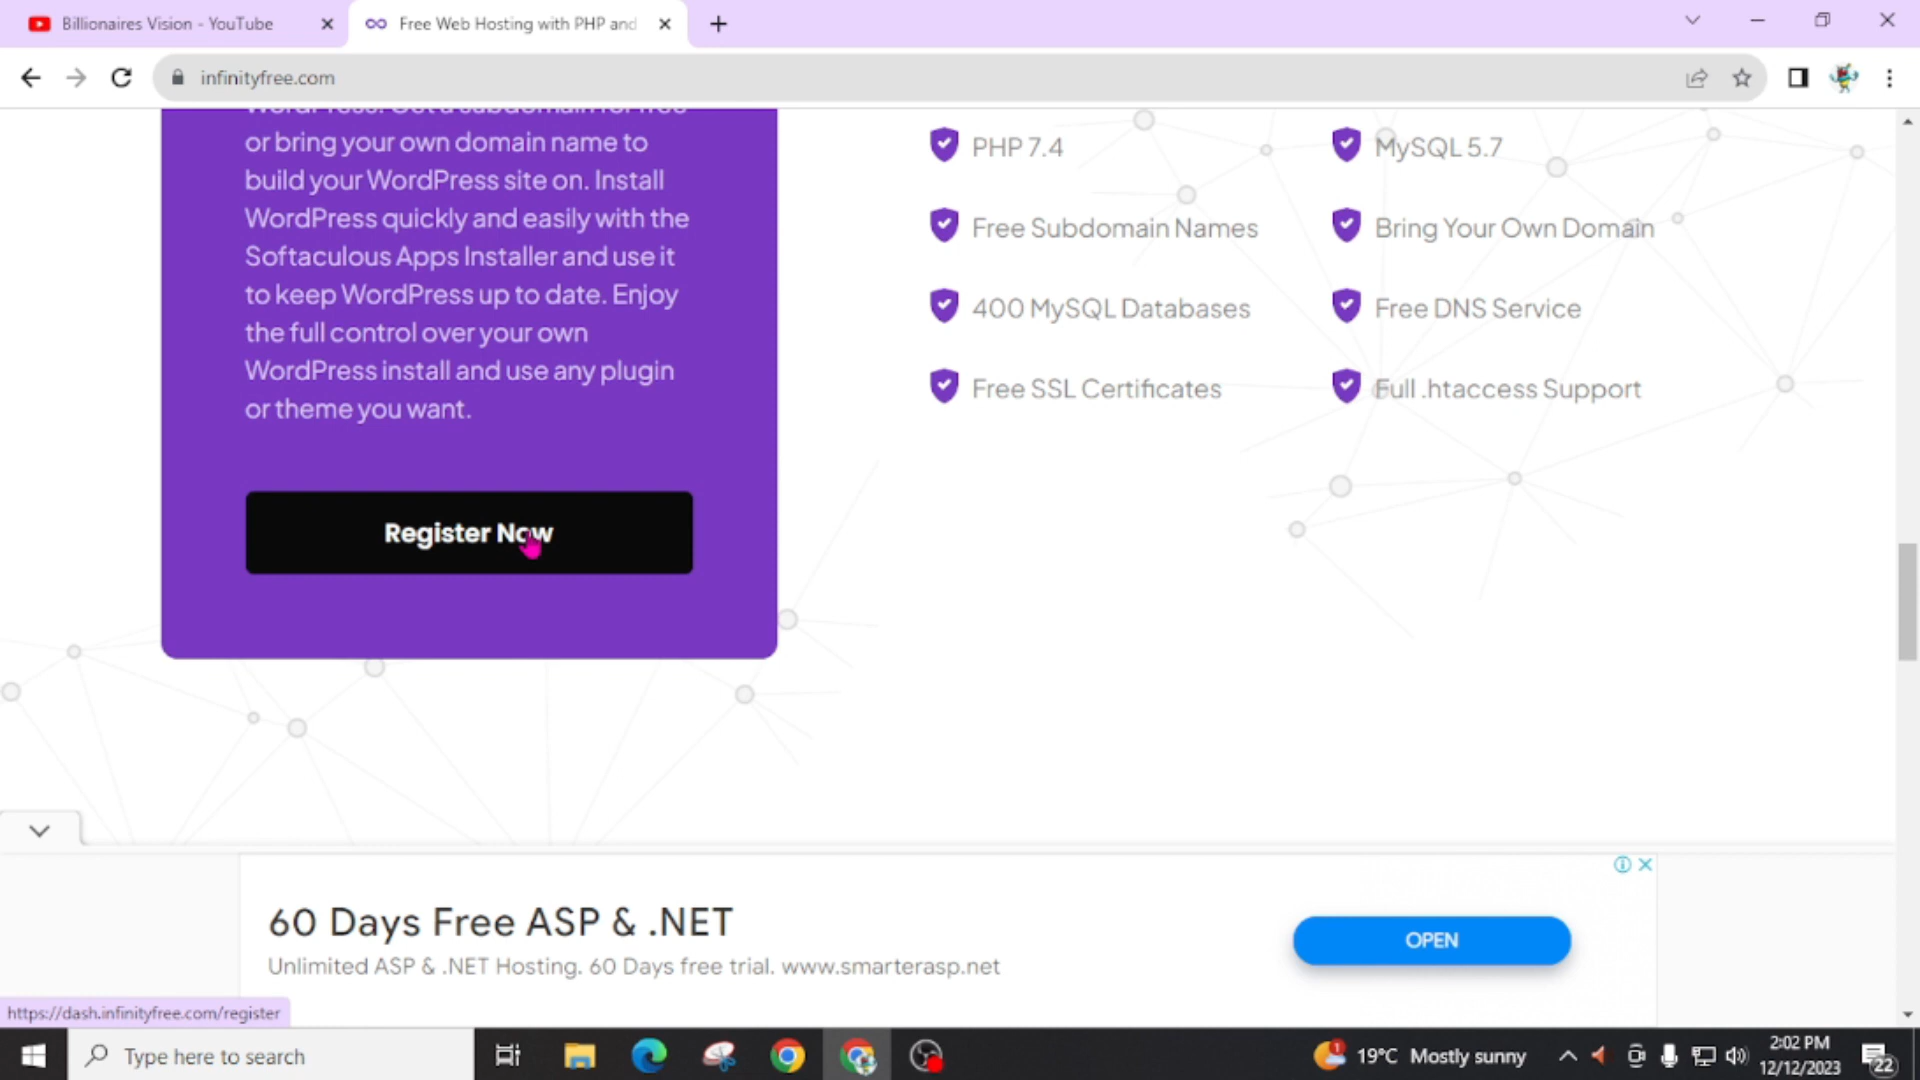 Billionaires Vision - YouTube
Free Web Hosting with PHP and
infinityfree.com
WordPress. Get a subdomain for free
or bring your own domain name to
build your WordPress site on. Install
WordPress quickly and easily with the
Softaculous Apps Installer and use it
to keep WordPress up to date. Enjoy
the full control over your own
WordPress install and use any plugin
or theme you want.
Register Now
PHP 7.4
MySQL 5.7
Free Subdomain Names
Bring Your Own Domain
400 MySQL Databases
Free DNS Service
Free SSL Certificates
Full .htaccess Support
60 Days Free ASP & .NET
Unlimited ASP & .NET Hosting. 60 Days free trial. www.smarterasp.net
OPEN
https://dash.infinityfree.com/register
Type here to search
1
19°C Mostly sunny
2:02 PM
12/12/2023
22